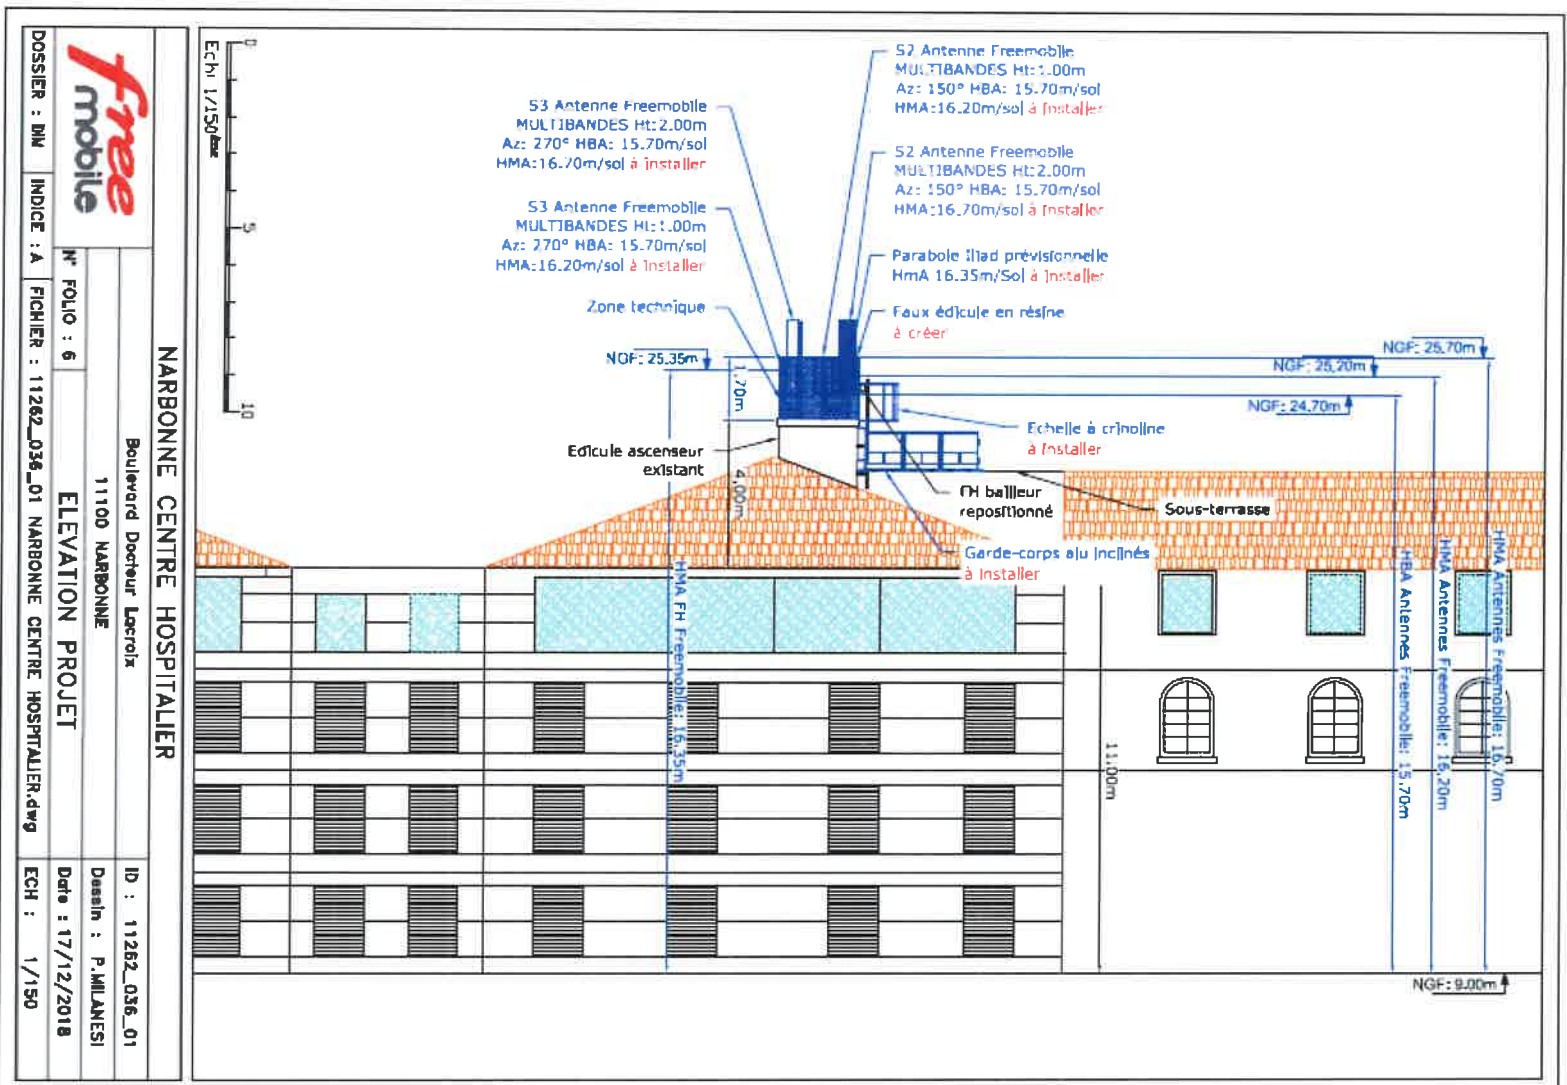 S2 Antenne Freemobile
MULTIBANDES Ht:1.00m
Az: 150° HBA: 15.70m/sol
HMA:16.20m/sol à installer
S3 Antenne Freemobile
MULTIBANDES Ht:2.00m
Az: 270° HBA: 15.70m/sol
HMA:16.70m/sol à installer
S2 Antenne Freemobile
MULTIBANDES Ht:2.00m
Az: 150° HBA: 15.70m/sol
HMA:16.70m/sol à installer
S3 Antenne Freemobile
MULTIBANDES Ht:1.00m
Az: 270° HBA: 15.70m/sol
HMA:16.20m/sol à installer
Parabole Iliad prévisionnelle
HmA 16.35m/Sol à installer
Zone technique
Faux édicule en résine
à créer
NGF: 25.35m
NGF: 25.70m
NGF: 25.20m
NGF: 24.70m
1.70m
4.00m
Echelle à crinoline
à installer
Edicule ascenseur
existant
FH bailleur
repositionné
Sous-terrasse
Garde-corps alu inclinés
à installer
HMA FH Freemobile: 16.35m
11.00m
HBA Antennes Freemobile: 15.70m
HMA Antennes Freemobile: 16.20m
HMA Antennes Freemobile: 16.70m
NGF: 9.00m
0
5
10
Ech: 1/150ème
NARBONNE CENTRE HOSPITALIER
Boulevard Docteur Lacroix
11100 NARBONNE
ELEVATION PROJET
free
mobile
N° FOLIO : 6
ID : 11262_036_01
Dessin : P.MILANESI
Date : 17/12/2018
DOSSIER : DIM
INDICE : A
FICHIER : 11262_036_01 NARBONNE CENTRE HOSPITALIER.dwg
ECH : 1/150